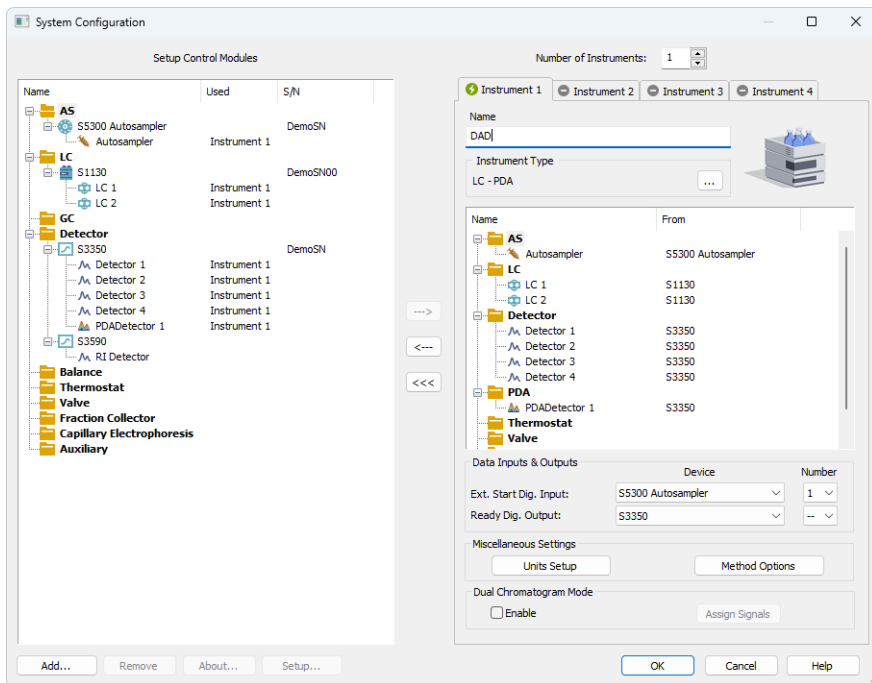 System Configuration
Setup Control Modules
Name Used S/N
AS
S5300 Autosampler DemoSN
Autosampler Instrument 1
LC
S1130 DemoSN00
LC 1 Instrument 1
LC 2 Instrument 1
GC
Detector
S3350 DemoSN
Detector 1 Instrument 1
Detector 2 Instrument 1
Detector 3 Instrument 1
Detector 4 Instrument 1
PDADetector 1 Instrument 1
S3590
RI Detector
Balance
Thermostat
Valve
Fraction Collector
Capillary Electrophoresis
Auxiliary
--->
<---
<<<
Number of Instruments: 1
Instrument 1 Instrument 2 Instrument 3 Instrument 4
Name
DAD
Instrument Type
LC - PDA ...
Name From
AS
Autosampler S5300 Autosampler
LC
LC 1 S1130
LC 2 S1130
Detector
Detector 1 S3350
Detector 2 S3350
Detector 3 S3350
Detector 4 S3350
PDA
PDADetector 1 S3350
Thermostat
Valve
Data Inputs & Outputs
Device Number
Ext. Start Dig. Input: S5300 Autosampler 1
Ready Dig. Output: S3350 --
Miscellaneous Settings
Units Setup Method Options
Dual Chromatogram Mode
Enable Assign Signals
Add... Remove About... Setup... OK Cancel Help